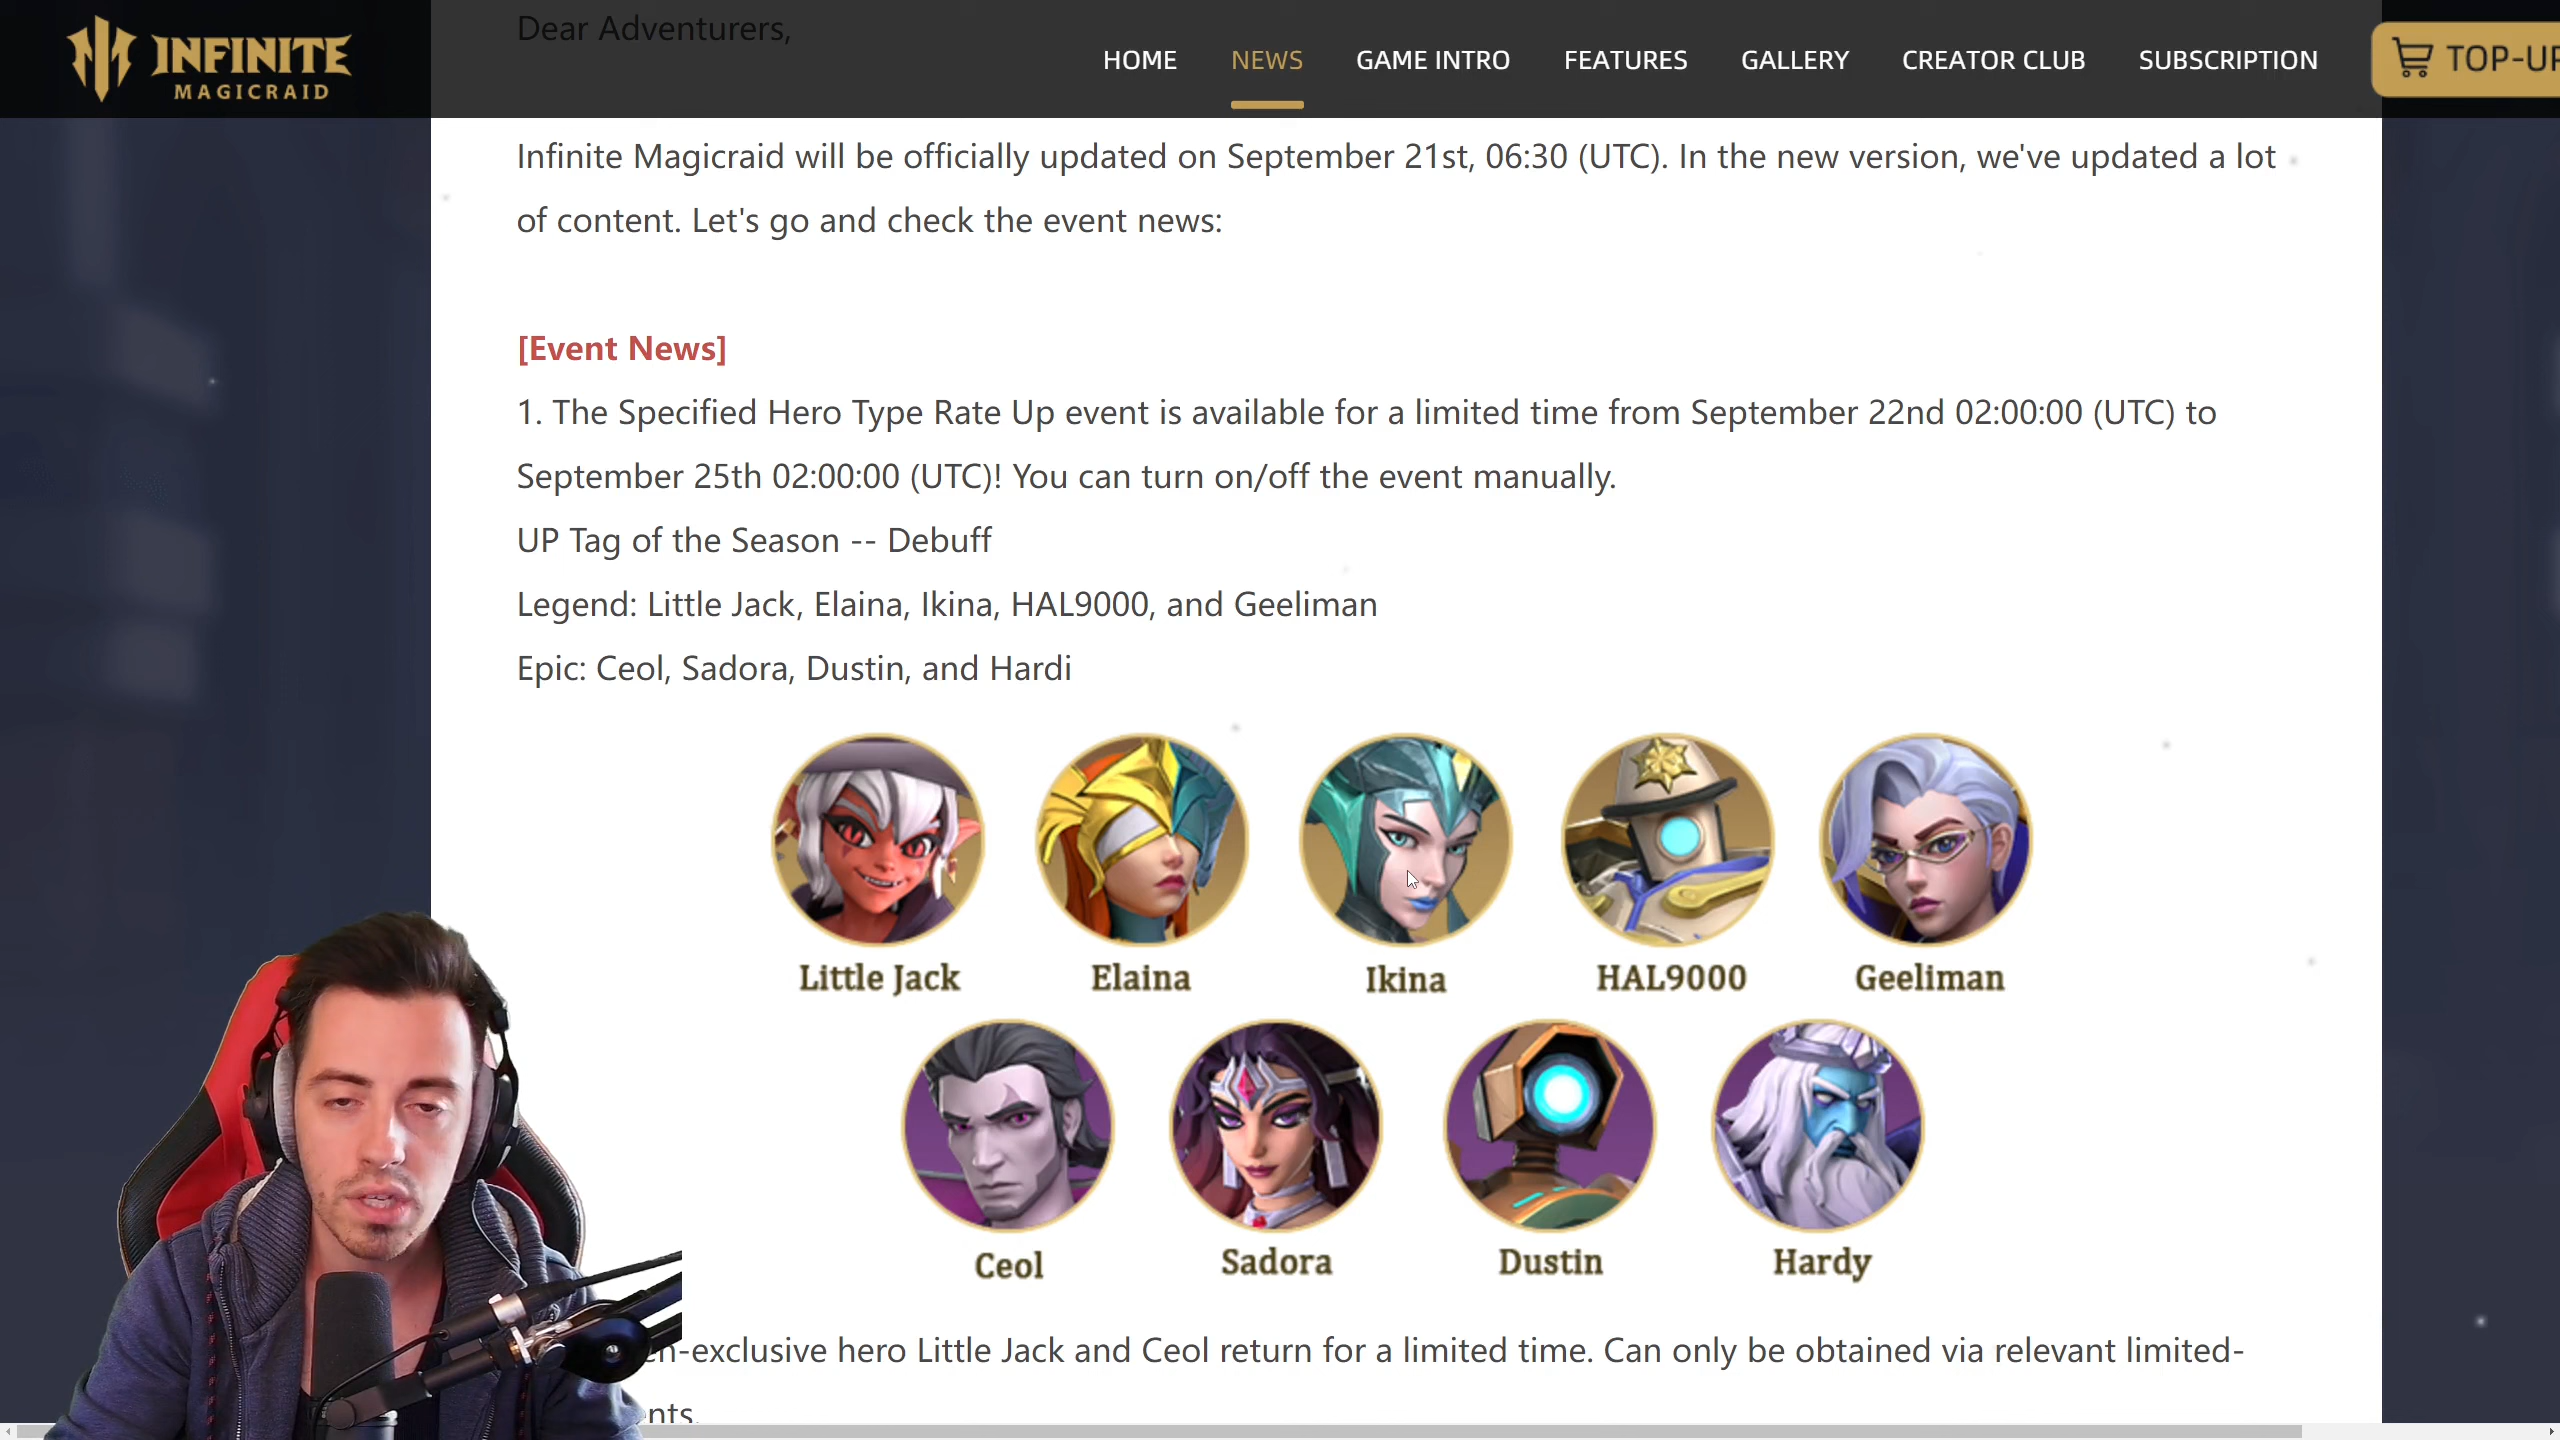 INFINITE
MAGICRAID
Dear Adventurers,
HOME NEWS GAME INTRO FEATURES GALLERY CREATOR CLUB SUBSCRIPTION
Infinite Magicraid will be officially updated on September 21st, 06:30 (UTC). In the new version, we've updated a lot
of content. Let's go and check the event news:
[Event News]
1. The Specified Hero Type Rate Up event is available for a limited time from September 22nd 02:00:00 (UTC) to
September 25th 02:00:00 (UTC)! You can turn on/off the event manually.
UP Tag of the Season -- Debuff
Legend: Little Jack, Elaina, Ikina, HAL9000, and Geeliman
Epic: Ceol, Sadora, Dustin, and Hardi
Little Jack Elaina Ikina HAL9000 Geeliman
Ceol Sadora Dustin Hardy
-exclusive hero Little Jack and Ceol return for a limited time. Can only be obtained via relevant limited-